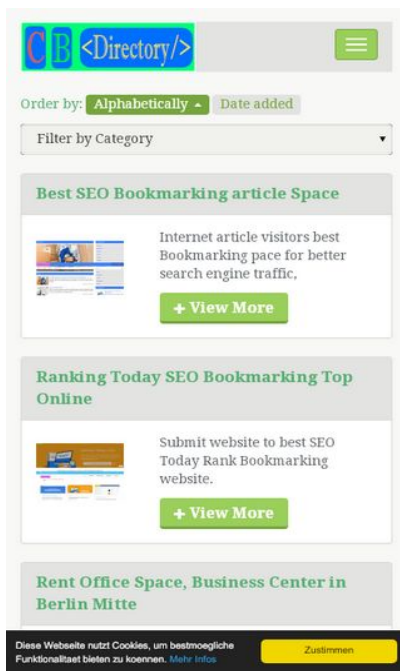 CB <Directory/>
Order by: Alphabetically Date added
Filter by Category
Best SEO Bookmarking article Space
Internet article visitors best
Bookmarking pace for better
search engine traffic,
+ View More
Ranking Today SEO Bookmarking Top
Online
Submit website to best SEO
Today Rank Bookmarking
website.
+ View More
Rent Office Space, Business Center in
Berlin Mitte
Diese Webseite nutzt Cookies, um bestmoegliche
Funktionalitaet bieten zu koennen. Mehr Infos
Zustimmen